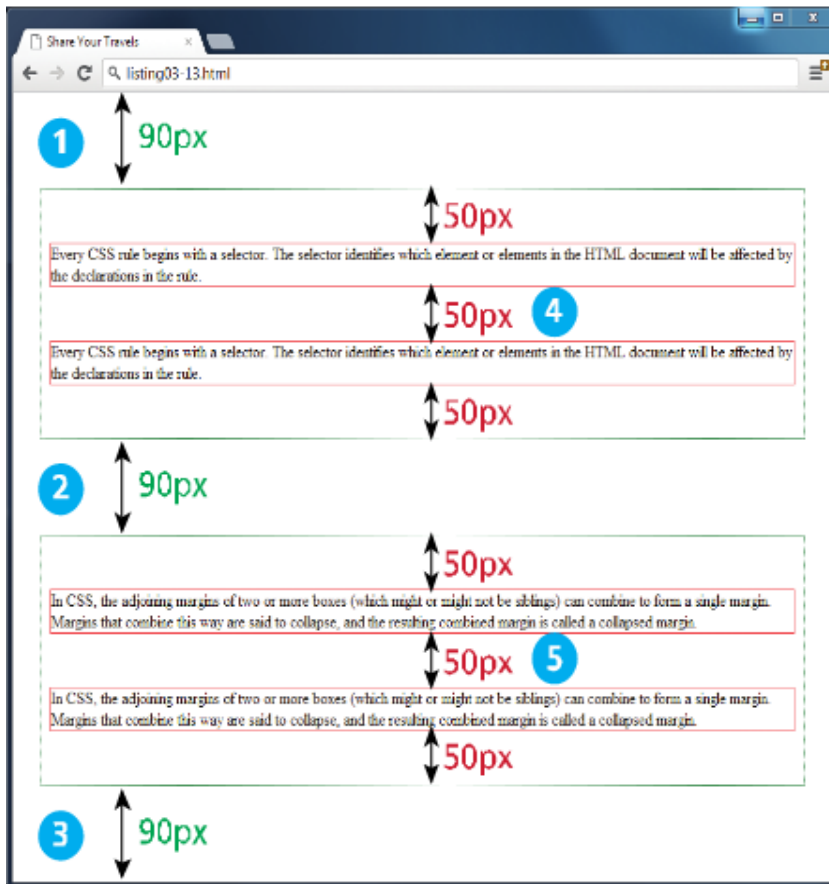 Share Your Travels
listing03-13.html
1
90px
50px
Every CSS rule begins with a selector. The selector identifies which element or elements in the HTML document will be affected by
the declarations in the rule.
50px
4
Every CSS rule begins with a selector. The selector identifies which element or elements in the HTML document will be affected by
the declarations in the rule.
50px
2
90px
50px
In CSS, the adjoining margins of two or more boxes (which might or might not be siblings) can combine to form a single margin.
Margins that combine this way are said to collapse, and the resulting combined margin is called a collapsed margin.
50px
5
In CSS, the adjoining margins of two or more boxes (which might or might not be siblings) can combine to form a single margin.
Margins that combine this way are said to collapse, and the resulting combined margin is called a collapsed margin.
50px
3
90px